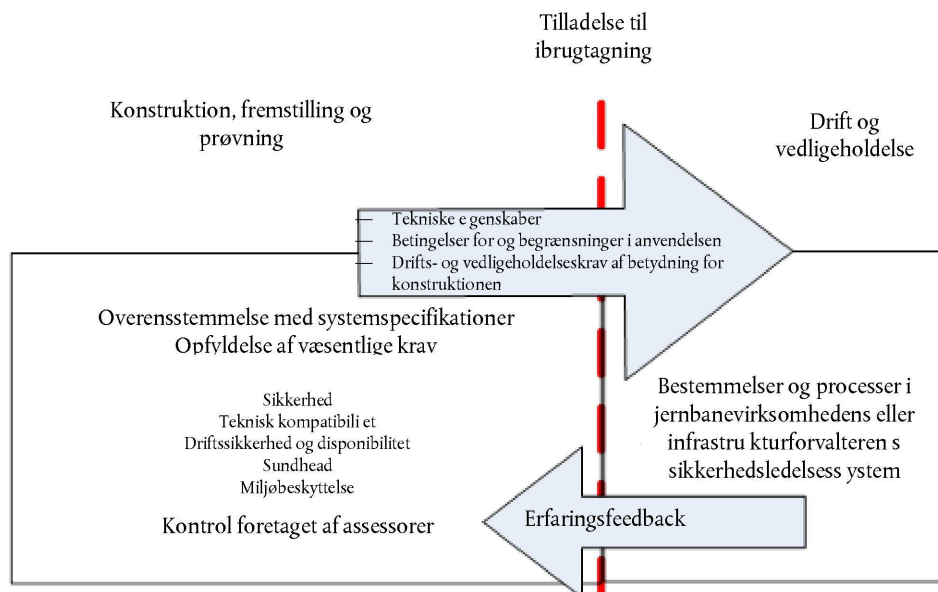 Tilladelse til
ibrugtagning
Konstruktion, fremstilling og
prøvning
Drift og
vedligeholdelse
Tekniske e genskaber
Betingelser for og begrænsninger i anvendelsen
Drifts- og vedligeholdelseskrav af betydning for
konstruktionen
Overensstemmelse med systemspecifikationer
Opfyldelse af væsentlige krav
Sikkerhed
Teknisk kompatibili et
Driftssikkerhed og disponibilitet
Sundhead
Miljøbeskyttelse
Kontrol foretaget af assessorer
Bestemmelser og processer i
jernbanevirksomhedens eller
infrastru kturforvalteren s
sikkerhedsledelsess ystem
Erfaringsfeedback